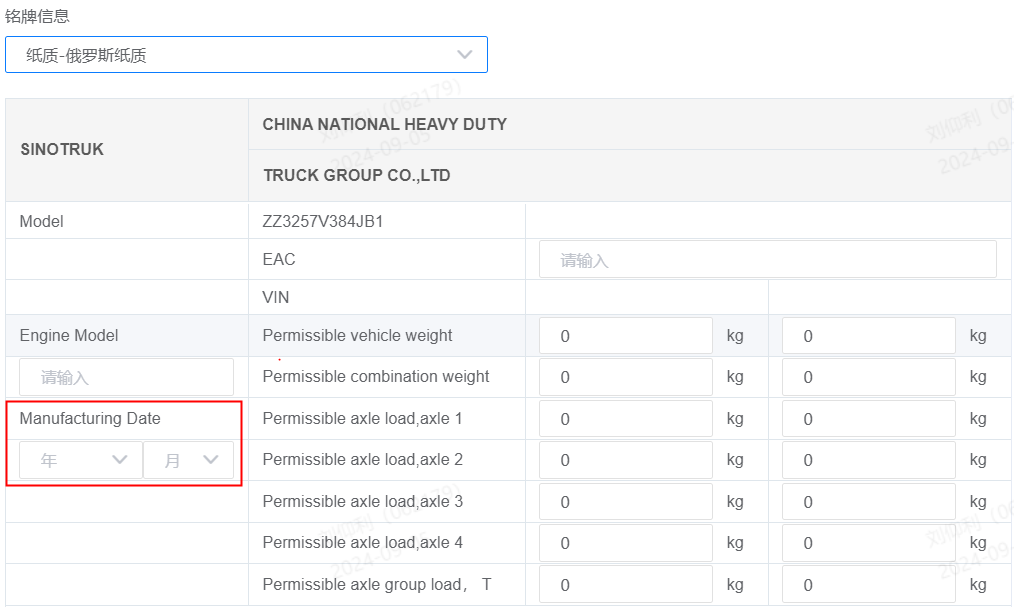 铭牌信息
纸质-俄罗斯纸质
SINOTRUK
CHINA NATIONAL HEAVY DUTY
TRUCK GROUP CO.,LTD
Model ZZ3257V384JB1
EAC 请输入
VIN
Engine Model Permissible vehicle weight 0 kg 0 kg
请输入 Permissible combination weight 0 kg 0 kg
Manufacturing Date Permissible axle load,axle 1 0 kg 0 kg
年 月 Permissible axle load,axle 2 0 kg 0 kg
Permissible axle load,axle 3 0 kg 0 kg
Permissible axle load,axle 4 0 kg 0 kg
Permissible axle group load， T 0 kg 0 kg
刘仰利（062179）
2024-09-05